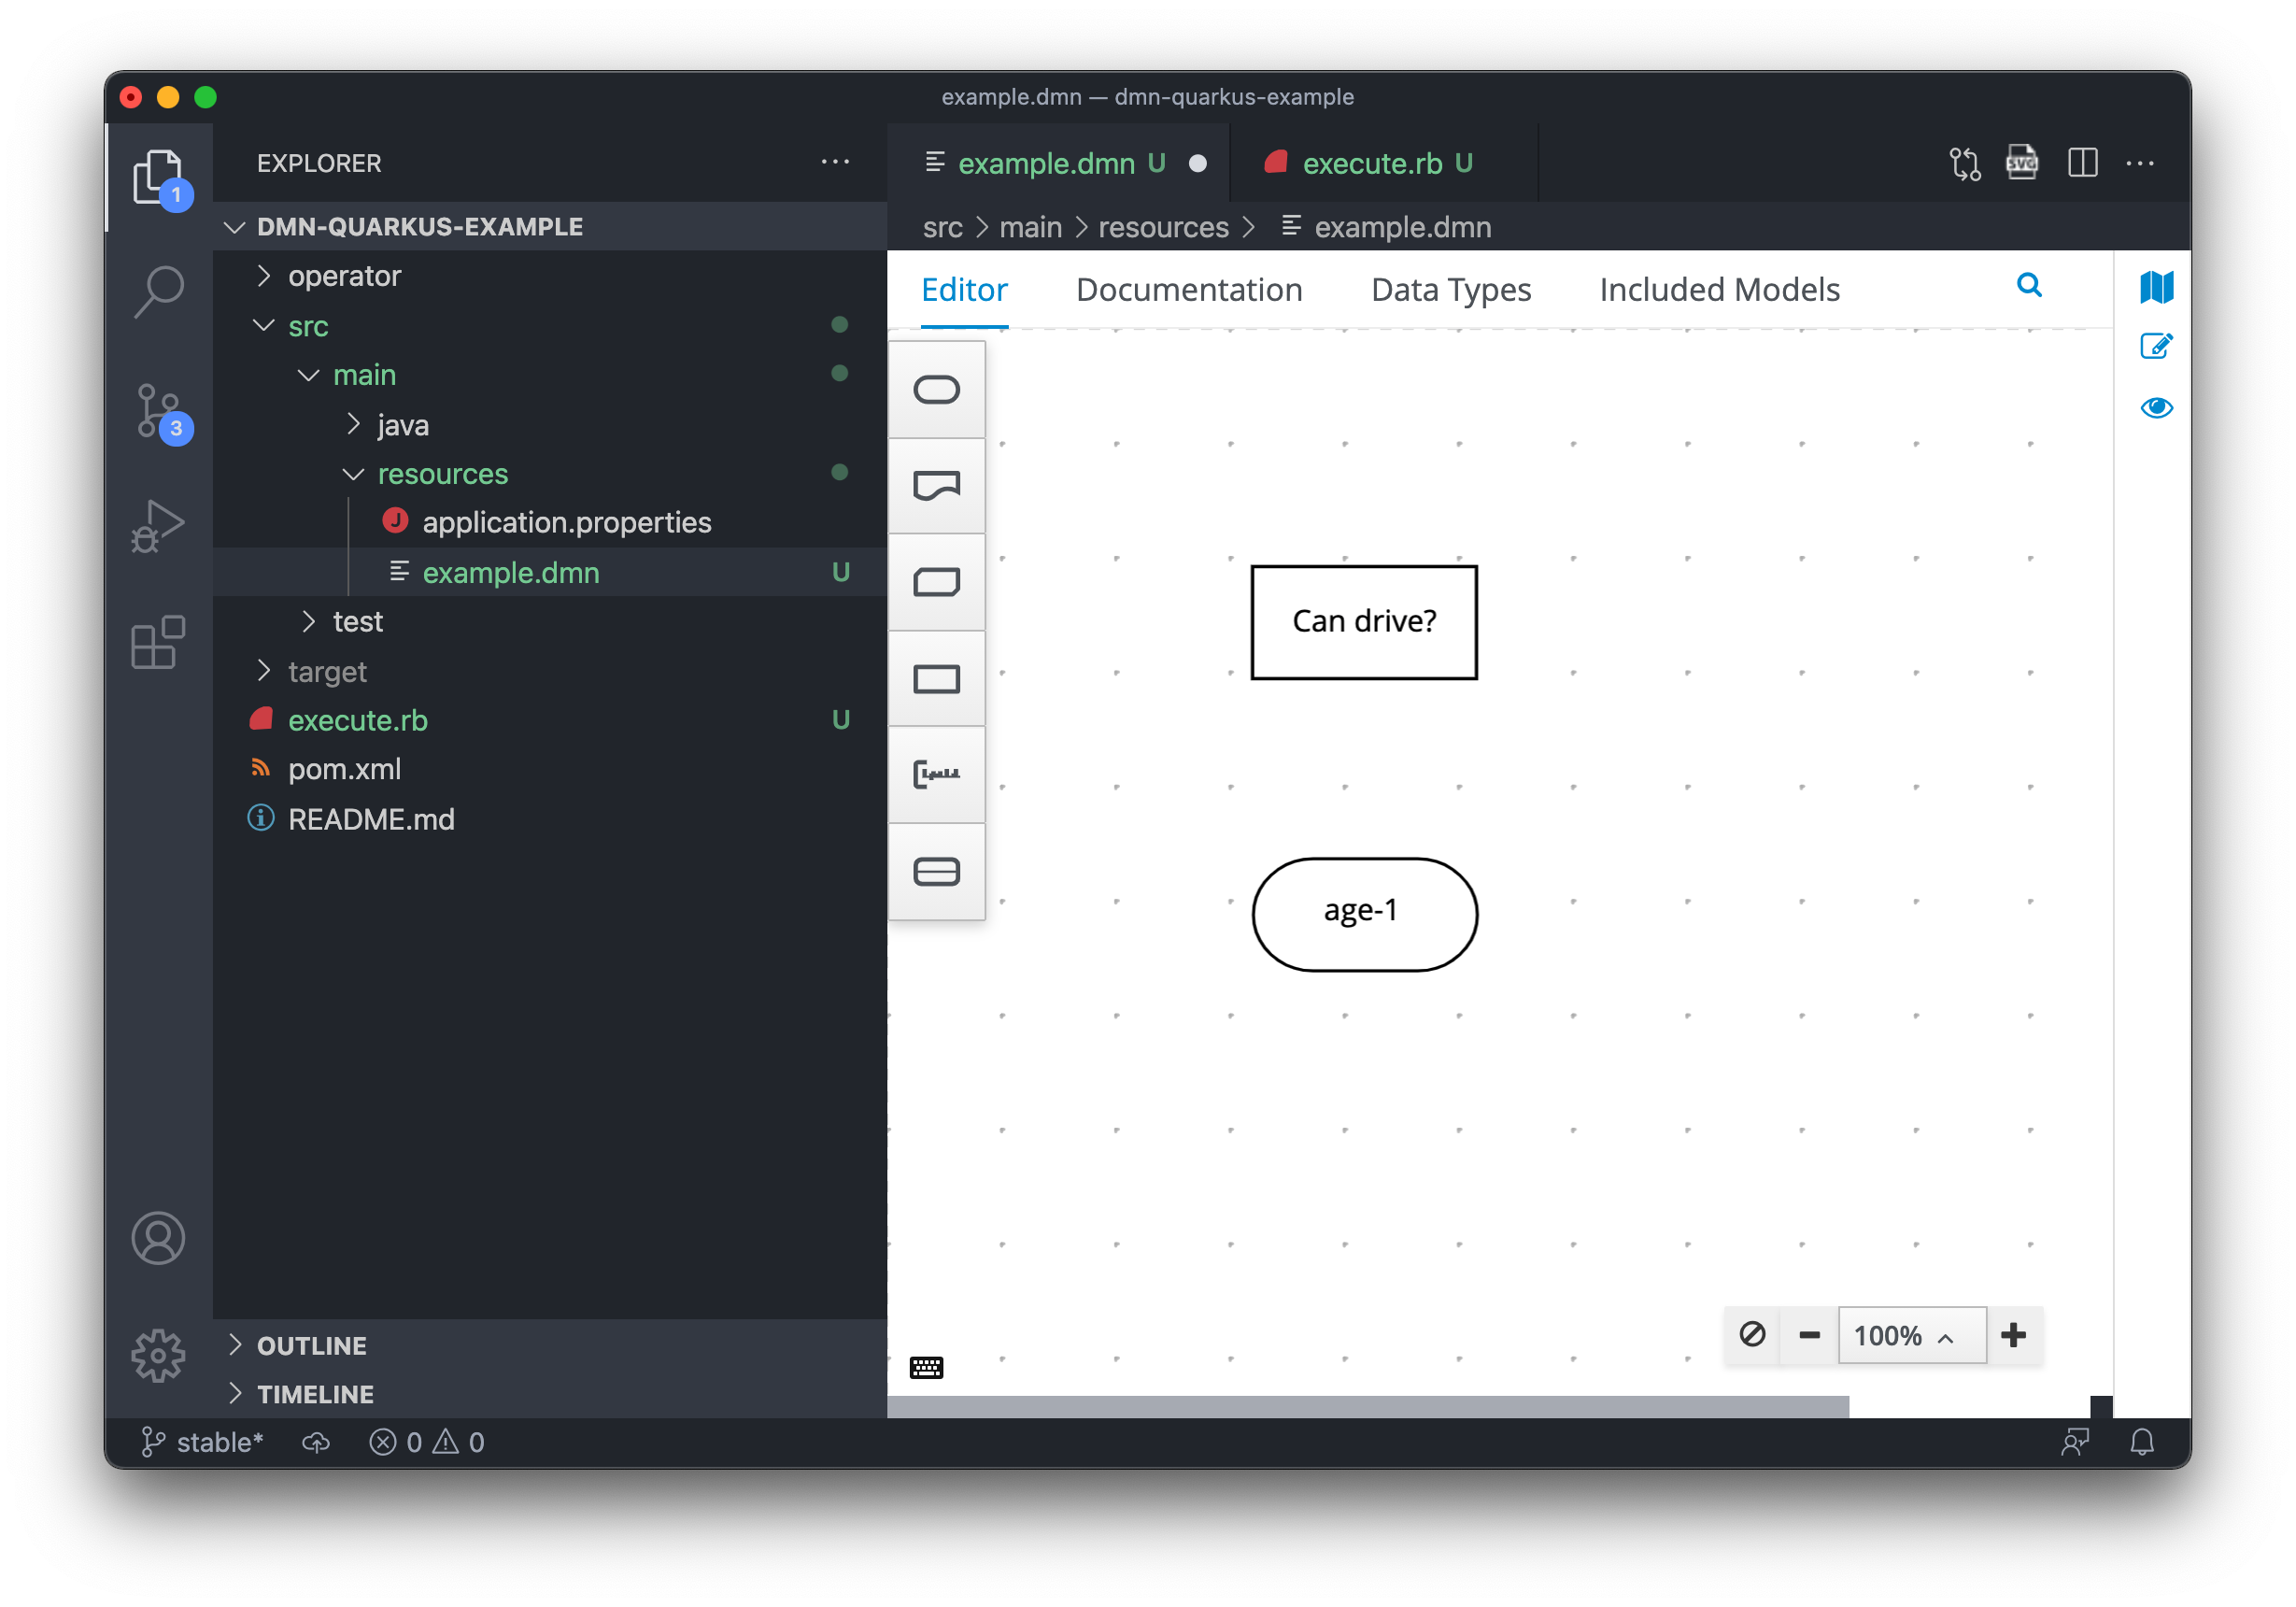 example.dmn — dmn-quarkus-example
1
3
EXPLORER
DMN-QUARKUS-EXAMPLE
operator
src
main
java
resources
application.properties
example.dmn U
test
target
execute.rb U
pom.xml
README.md
OUTLINE
TIMELINE
example.dmn U
execute.rb U
SVG
src > main > resources > example.dmn
Editor Documentation Data Types Included Models
Can drive?
age-1
100%
stable* 0 0